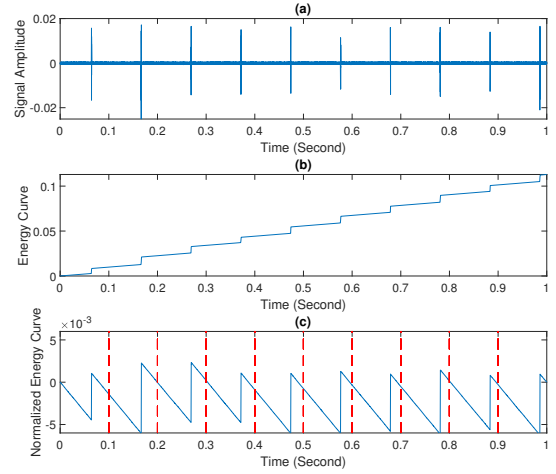 (a)
0.02
0
-0.02
Signal Amplitude
0 0.1 0.2 0.3 0.4 0.5 0.6 0.7 0.8 0.9 1
Time (Second)
(b)
0.1
0.05
0
Energy Curve
0 0.1 0.2 0.3 0.4 0.5 0.6 0.7 0.8 0.9 1
Time (Second)
(c)
×10-3
5
0
-5
Normalized Energy Curve
0 0.1 0.2 0.3 0.4 0.5 0.6 0.7 0.8 0.9 1
Time (Second)